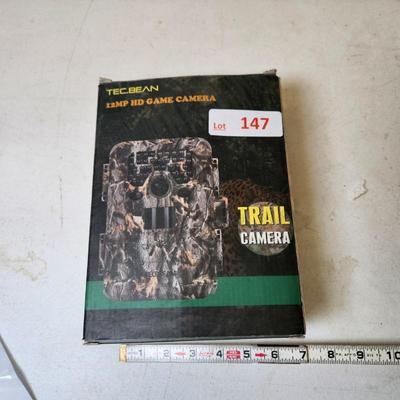 TEC.BEAN
12MP HD GAME CAMERA
Lot 147
TRAIL
CAMERA
1 2 3 4 5 6 7 8 9 10